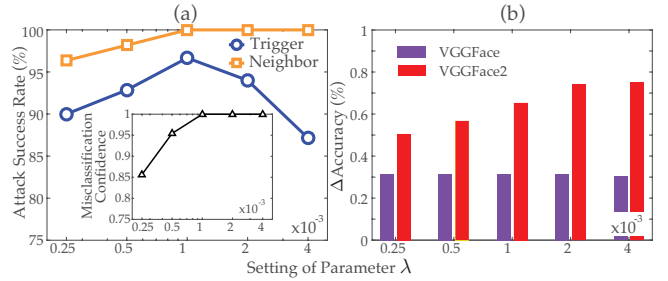 (a)
Attack Success Rate (%)
100
95
90
85
80
75
Trigger
Neighbor
Misclassification
Confidence
1
0.95
0.9
0.85
0.8
0.75
0.25 0.5 1 2 4
x10⁻³
0.25 0.5 1 2 4
x10⁻³
(b)
ΔAccuracy (%)
1
0.8
0.6
0.4
0.2
0
VGGFace
VGGFace2
x10⁻³
0.25 0.5 1 2 4
Setting of Parameter λ